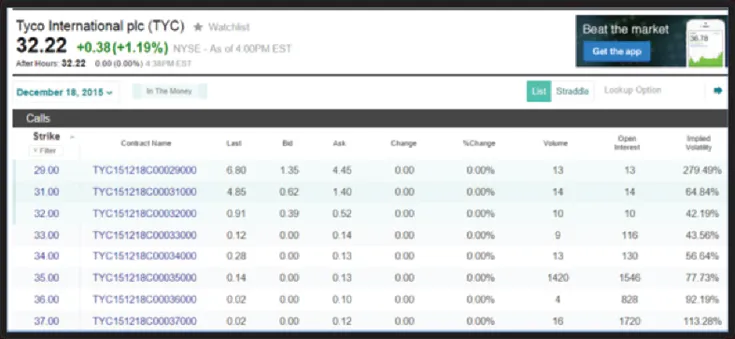 Tyco International plc (TYC) ★ Watchlist
32.22 +0.38(+1.19%) NYSE - As of 4:00PM EST
After Hours: 32.22 0.00 (0.00%) 4:38PM EST
Beat the market
Get the app
36.78
December 18, 2015
In The Money
List Straddle Lookup Option
Calls
Strike Contract Name Last Bid Ask Change %Change Volume Open Interest Implied Volatility
Filter
29.00 TYC151218C00029000 6.80 1.35 4.45 0.00 0.00% 13 13 279.49%
31.00 TYC151218C00031000 4.85 0.62 1.40 0.00 0.00% 14 14 64.84%
32.00 TYC151218C00032000 0.91 0.39 0.52 0.00 0.00% 10 10 42.19%
33.00 TYC151218C00033000 0.12 0.00 0.14 0.00 0.00% 9 116 43.56%
34.00 TYC151218C00034000 0.28 0.00 0.13 0.00 0.00% 13 130 56.64%
35.00 TYC151218C00035000 0.14 0.00 0.13 0.00 0.00% 1420 1546 77.73%
36.00 TYC151218C00036000 0.02 0.00 0.10 0.00 0.00% 4 828 92.19%
37.00 TYC151218C00037000 0.02 0.00 0.12 0.00 0.00% 16 1720 113.28%